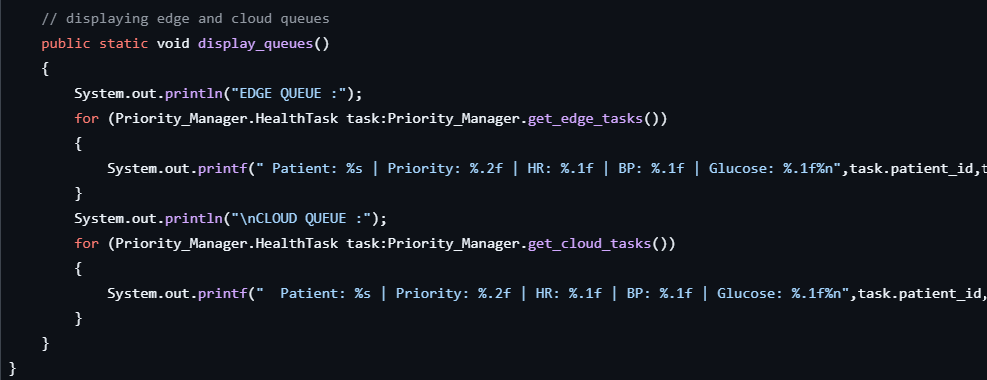 // displaying edge and cloud queues
public static void display_queues()
{
System.out.println("EDGE QUEUE :");
for (Priority_Manager.HealthTask task:Priority_Manager.get_edge_tasks())
{
System.out.printf(" Patient: %s | Priority: %.2f | HR: %.1f | BP: %.1f | Glucose: %.1f%n",task.patient_id,t
}
System.out.println("\nCLOUD QUEUE :");
for (Priority_Manager.HealthTask task:Priority_Manager.get_cloud_tasks())
{
System.out.printf("  Patient: %s | Priority: %.2f | HR: %.1f | BP: %.1f | Glucose: %.1f%n",task.patient_id,
}
}
}